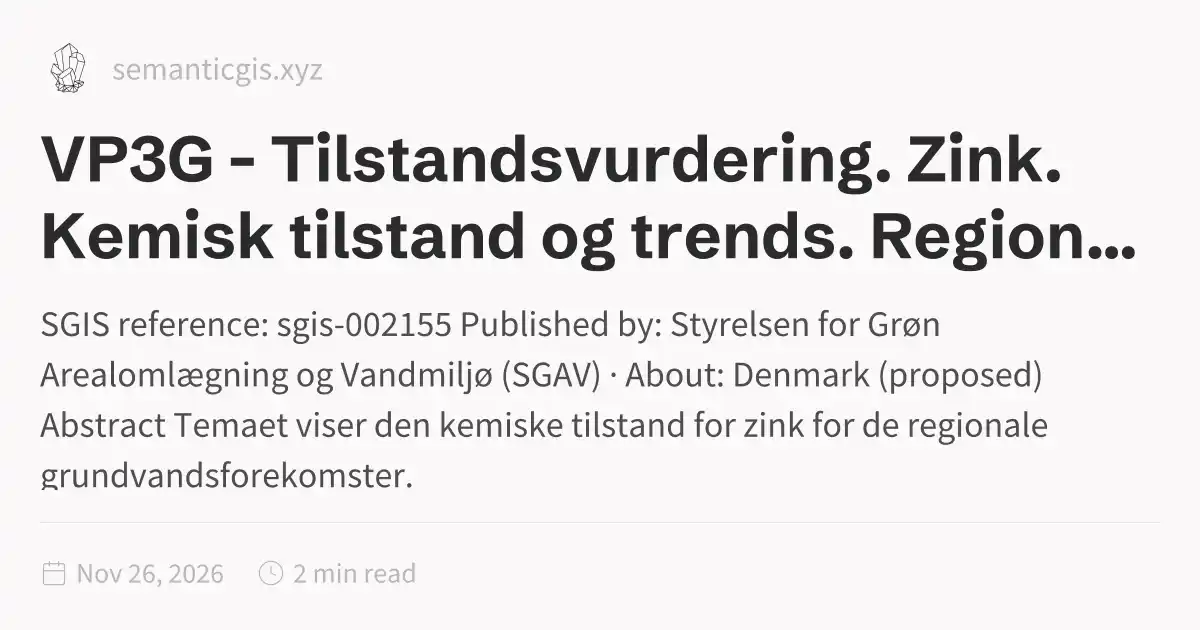 semanticgis.xyz
VP3G - Tilstandsvurdering. Zink.
Kemisk tilstand og trends. Region...
SGIS reference: sgis-002155 Published by: Styrelsen for Grøn
Arealomlægning og Vandmiljø (SGAV) · About: Denmark (proposed)
Abstract Temaet viser den kemiske tilstand for zink for de regionale
grundvandsforekomster.
Nov 26, 2026 2 min read